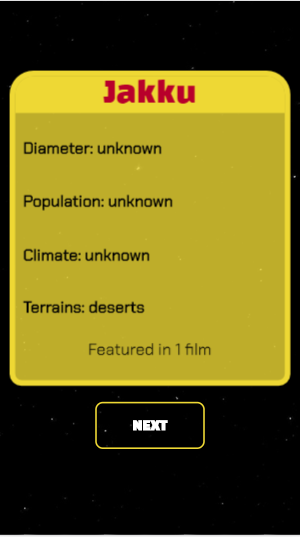 Jakku
Diameter: unknown
Population: unknown
Climate: unknown
Terrains: deserts
Featured in 1 film
NEXT